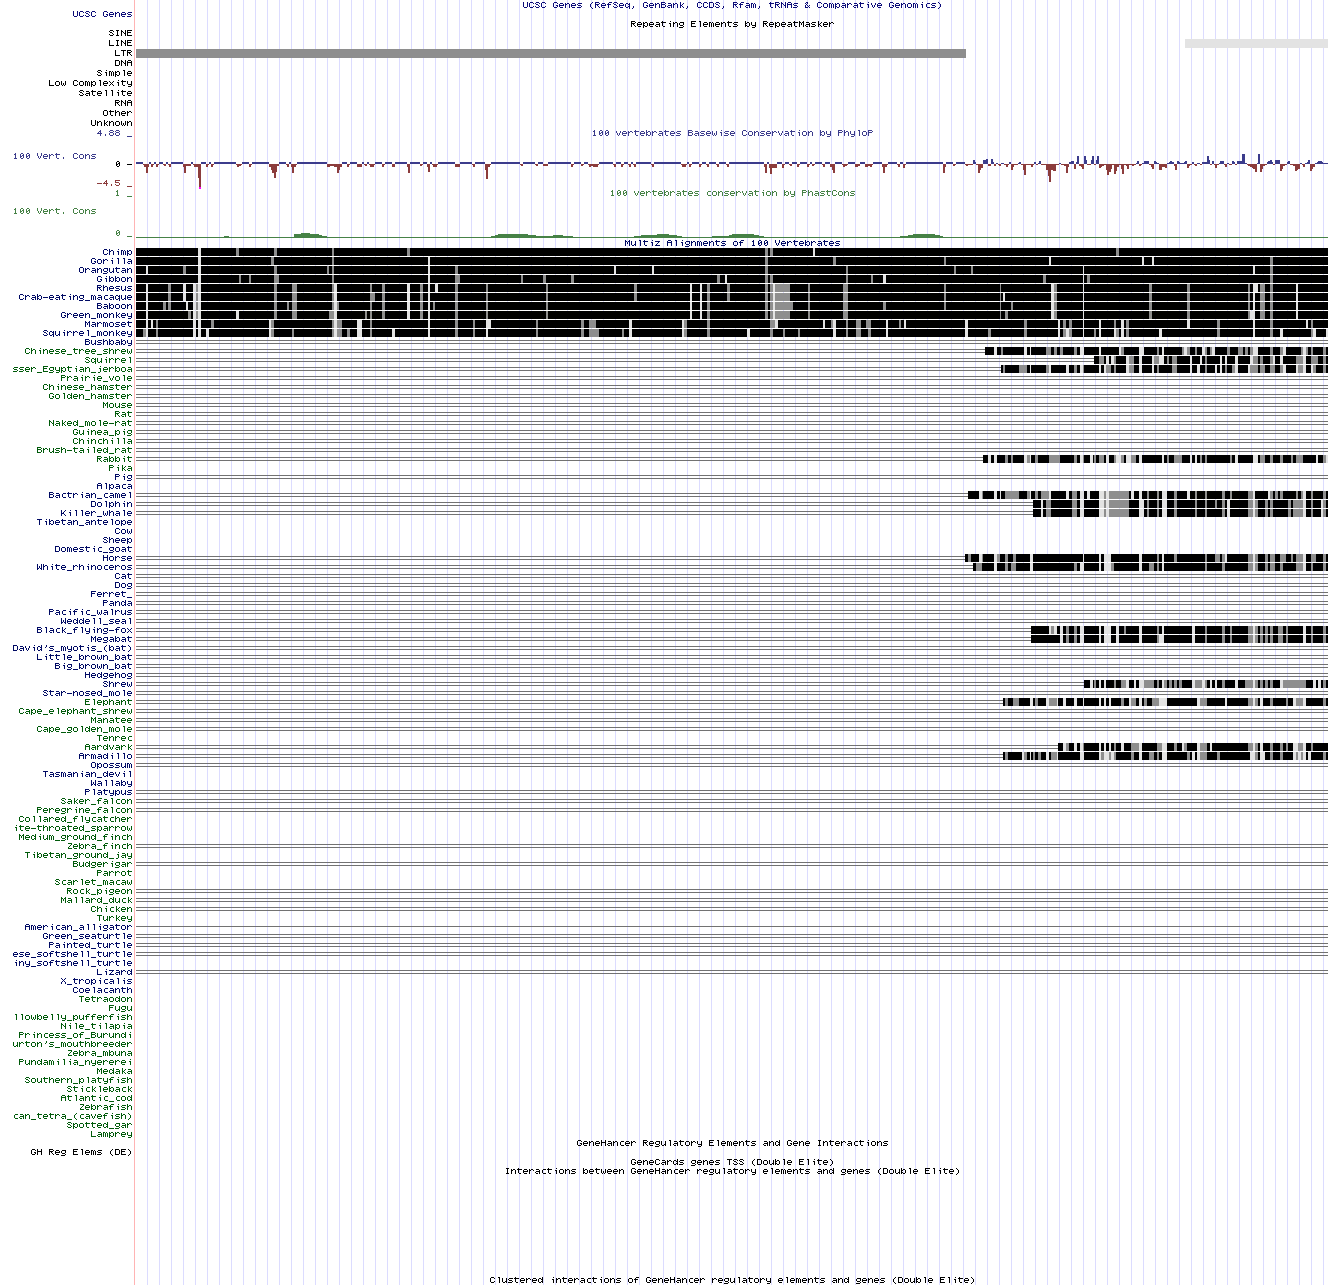 UCSC Genes (RefSeq, GenBank, CCDS, Rfam, tRNAs & Comparative Genomics)
UCSC Genes
Repeating Elements by RepeatMasker
SINE
LINE
LTR
DNA
Simple
Low Complexity
Satellite
RNA
Other
Unknown
4.88 _
100 vertebrates Basewise Conservation by PhyloP
100 Vert. Cons
0 _
-4.5 _
100 vertebrates conservation by PhastCons
1 _
100 Vert. Cons
0 _
Multiz Alignments of 100 Vertebrates
Chimp
Gorilla
Orangutan
Gibbon
Rhesus
Crab-eating_macaque
Baboon
Green_monkey
Marmoset
Squirrel_monkey
Bushbaby
Chinese_tree_shrew
Squirrel
sser_Egyptian_jerboa
Prairie_vole
Chinese_hamster
Golden_hamster
Mouse
Rat
Naked_mole-rat
Guinea_pig
Chinchilla
Brush-tailed_rat
Rabbit
Pika
Pig
Alpaca
Bactrian_camel
Dolphin
Killer_whale
Tibetan_antelope
Cow
Sheep
Domestic_goat
Horse
White_rhinoceros
Cat
Dog
Ferret_
Panda
Pacific_walrus
Weddell_seal
Black_flying-fox
Megabat
David's_myotis_(bat)
Little_brown_bat
Big_brown_bat
Hedgehog
Shrew
Star-nosed_mole
Elephant
Cape_elephant_shrew
Manatee
Cape_golden_mole
Tenrec
Aardvark
Armadillo
Opossum
Tasmanian_devil
Wallaby
Platypus
Saker_falcon
Peregrine_falcon
Collared_flycatcher
ite-throated_sparrow
Medium_ground_finch
Zebra_finch
Tibetan_ground_jay
Budgerigar
Parrot
Scarlet_macaw
Rock_pigeon
Mallard_duck
Chicken
Turkey
American_alligator
Green_seaturtle
Painted_turtle
ese_softshell_turtle
iny_softshell_turtle
Lizard
X_tropicalis
Coelacanth
Tetraodon
Fugu
llowbelly_pufferfish
Nile_tilapia
Princess_of_Burundi
urton's_mouthbreeder
Zebra_mbuna
Pundamilia_nyererei
Medaka
Southern_platyfish
Stickleback
Atlantic_cod
Zebrafish
can_tetra_(cavefish)
Spotted_gar
Lamprey
GeneHancer Regulatory Elements and Gene Interactions
GH Reg Elems (DE)
GeneCards genes TSS (Double Elite)
Interactions between GeneHancer regulatory elements and genes (Double Elite)
Clustered interactions of GeneHancer regulatory elements and genes (Double Elite)